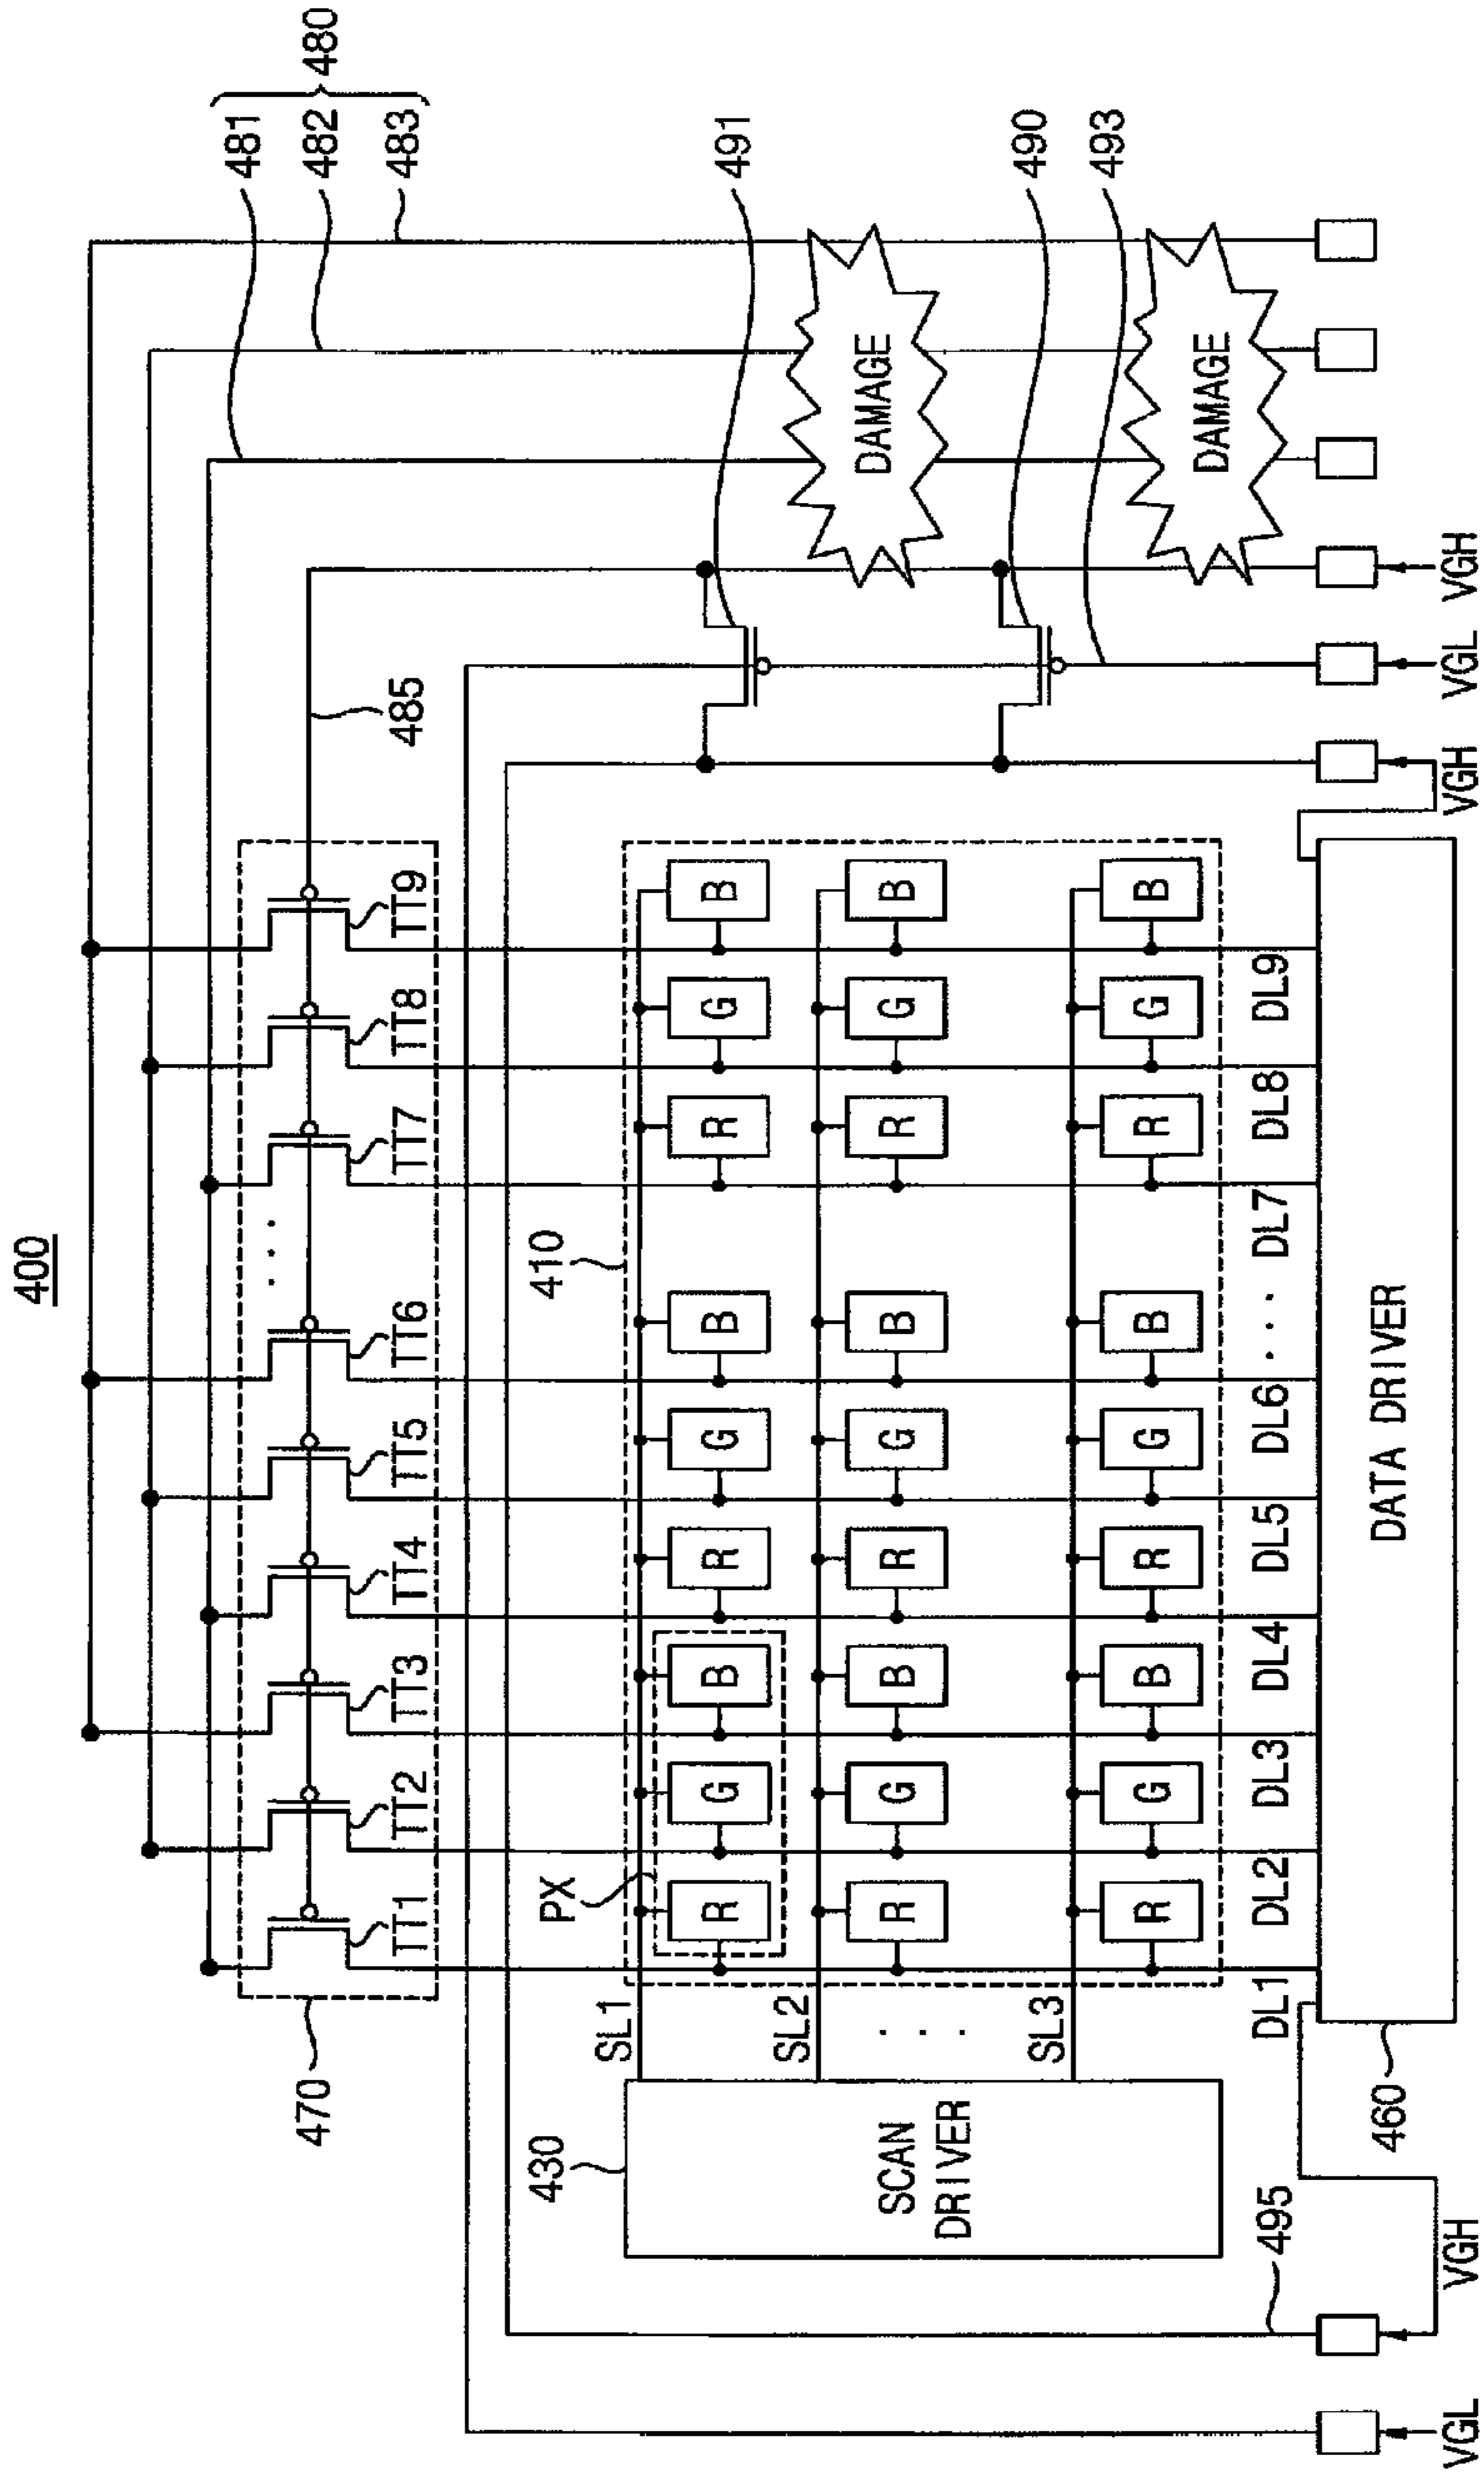 400
480
481
482
483
491
490
493
485
TT1
TT2
TT3
TT4
TT5
TT6
. . .
TT7
TT8
TT9
470
410
PX
SL1
R
G
B
R
G
B
R
G
B
SL2
R
G
B
R
G
B
R
G
B
. . .
SL3
R
G
B
R
G
B
R
G
B
430
SCAN
DRIVER
DAMAGE
DAMAGE
DL1
DL2
DL3
DL4
DL5
DL6
. . .
DL7
DL8
DL9
DATA DRIVER
460
495
VGL
VGH
VGH
VGL
VGH